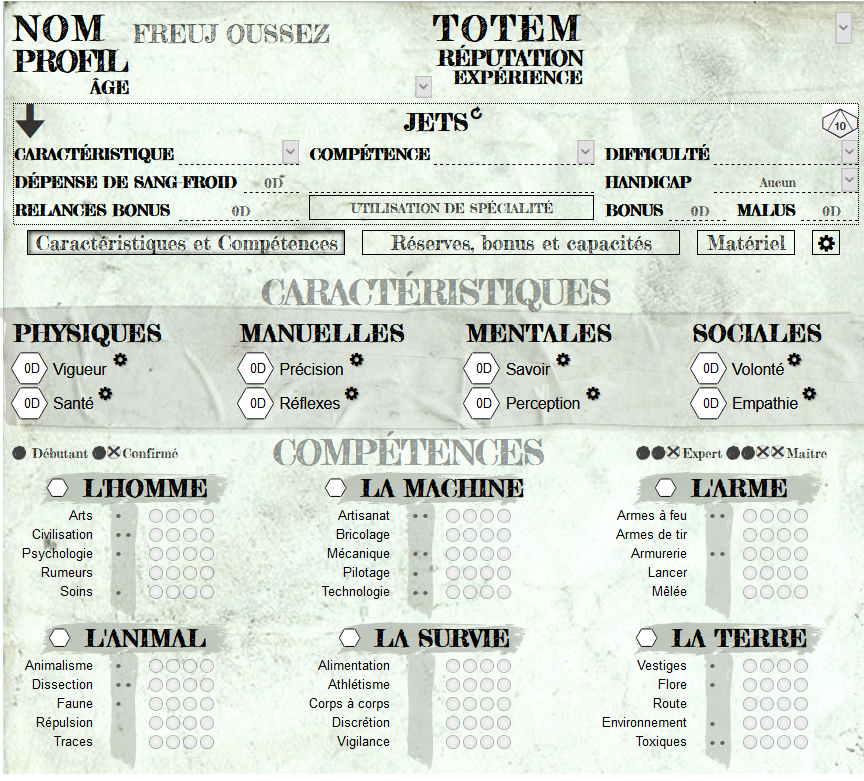 NOM FREUJ OUSSEZ TOTEM
PROFIL RÉPUTATION
ÂGE EXPÉRIENCE
JETS 10
CARACTÉRISTIQUE COMPÉTENCE DIFFICULTÉ
DÉPENSE DE SANG-FROID 0D HANDICAP Aucun
RELANCES BONUS 0D UTILISATION DE SPÉCIALITÉ BONUS 0D MALUS 0D
Caractéristiques et Compétences Réserves, bonus et capacités Matériel
CARACTÉRISTIQUES
PHYSIQUES MANUELLES MENTALES SOCIALES
0D Vigueur 0D Précision 0D Savoir 0D Volonté
0D Santé 0D Réflexes 0D Perception 0D Empathie
Débutant Confirmé COMPÉTENCES Expert Maitre
L'HOMME LA MACHINE L'ARME
Arts Artisanat Armes à feu
Civilisation Bricolage Armes de tir
Psychologie Mécanique Armurerie
Rumeurs Pilotage Lancer
Soins Technologie Mêlée
L'ANIMAL LA SURVIE LA TERRE
Animalisme Alimentation Vestiges
Dissection Athlétisme Flore
Faune Corps à corps Route
Répulsion Discrétion Environnement
Traces Vigilance Toxiques